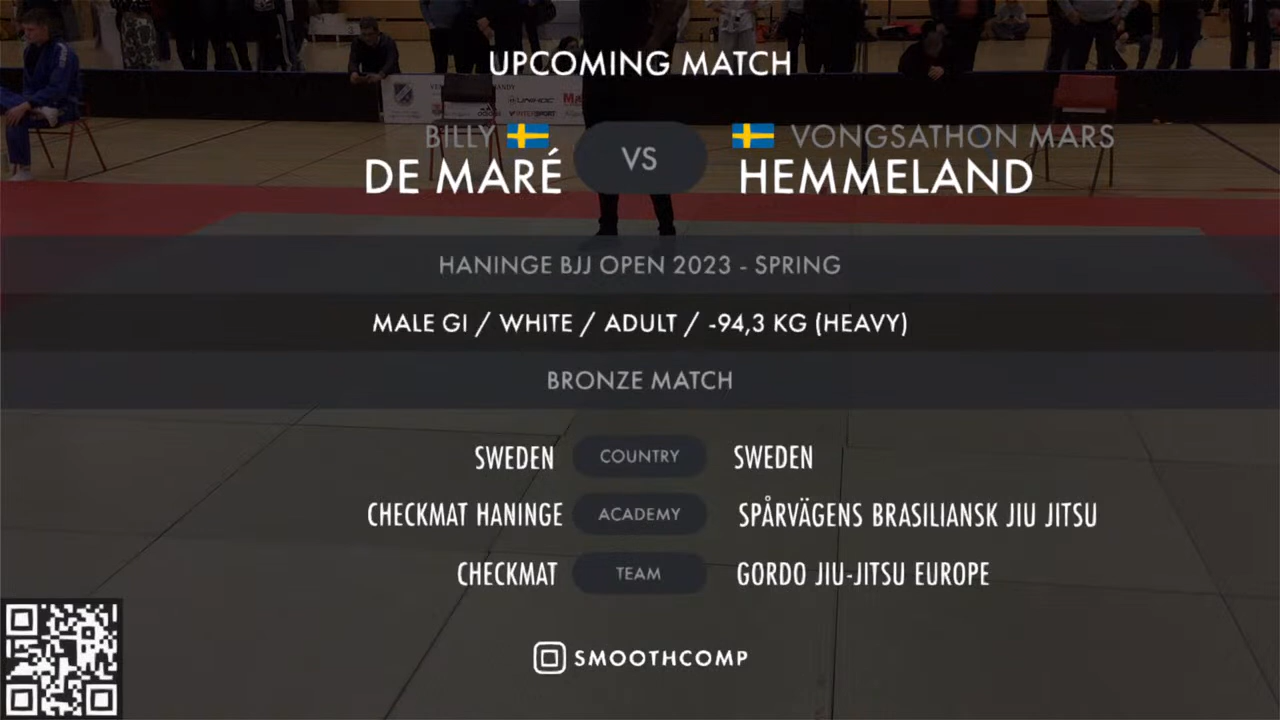 UPCOMING MATCH
BILLY VS VONGSATHON MARS
DE MARÉ HEMMELAND
HANINGE BJJ OPEN 2023 - SPRING
MALE GI / WHITE / ADULT / -94,3 KG (HEAVY)
BRONZE MATCH
SWEDEN COUNTRY SWEDEN
CHECKMAT HANINGE ACADEMY SPÅRVÄGENS BRASILIANSK JIU JITSU
CHECKMAT TEAM GORDO JIU-JITSU EUROPE
SMOOTHCOMP
UNIHOC
INTERSPORT